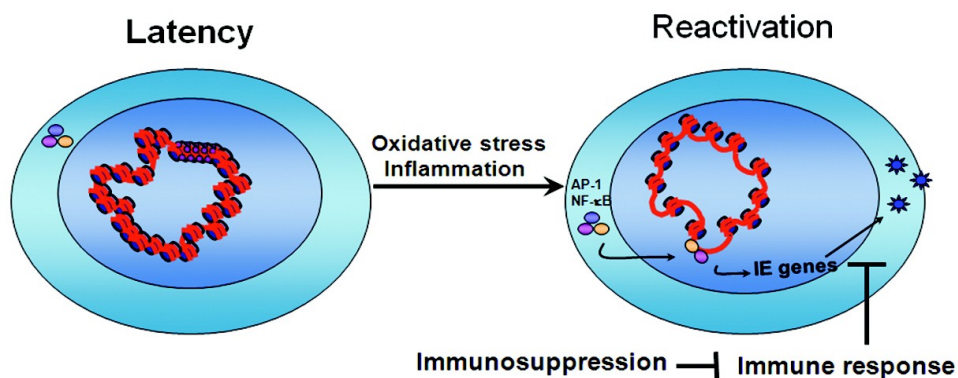 Latency
Reactivation
Oxidative stress
Inflammation
AP-1
NF-κB
IE genes
Immunosuppression
Immune response